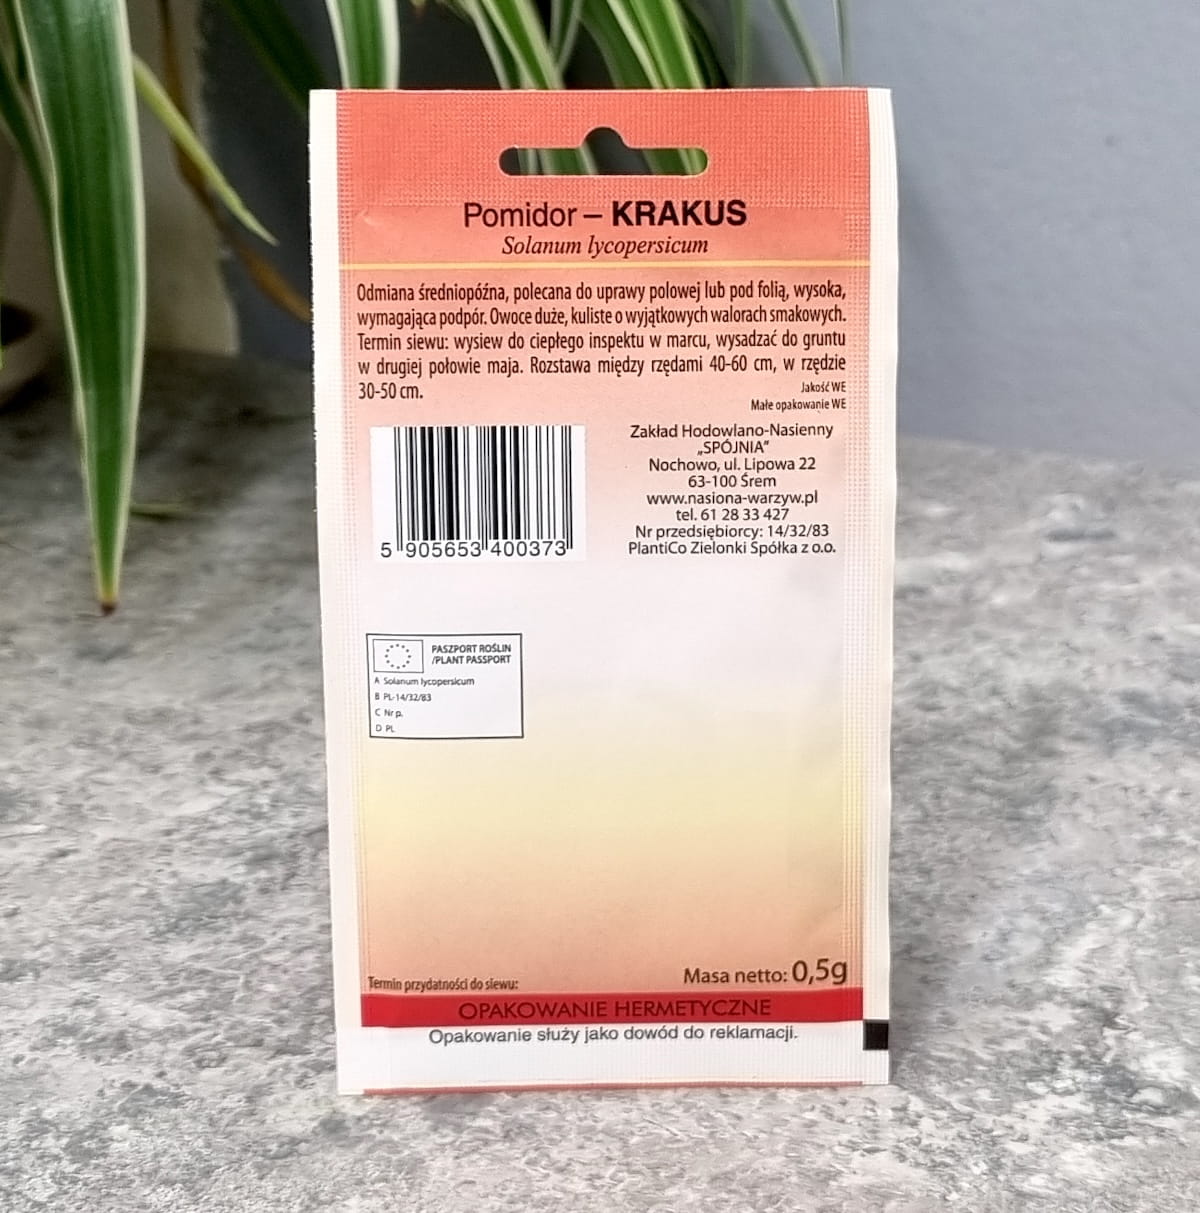 Pomidor – KRAKUS
Solanum lycopersicum
Odmiana średniopóźna, polecana do uprawy polowej lub pod folią, wysoka,
wymagająca podpór. Owoce duże, kuliste o wyjątkowych walorach smakowych.
Termin siewu: wysiew do ciepłego inspektu w marcu, wysadzać do gruntu
w drugiej połowie maja. Rozstawa między rzędami 40-60 cm, w rzędzie
30-50 cm.
Jakość WE
Małe opakowanie WE
5 905653 400373
Zakład Hodowlano-Nasienny
„SPÓJNIA”
Nochowo, ul. Lipowa 22
63-100 Śrem
www.nasiona-warzyw.pl
tel. 61 28 33 427
Nr przedsiębiorcy: 14/32/83
PlantiCo Zielonki Spółka z o.o.
PASZPORT ROŚLIN
/PLANT PASSPORT
A Solanum lycopersicum
B PL-14/32/83
C Nr p.
D PL
Termin przydatności do siewu:
Masa netto: 0,5g
OPAKOWANIE HERMETYCZNE
Opakowanie służy jako dowód do reklamacji.